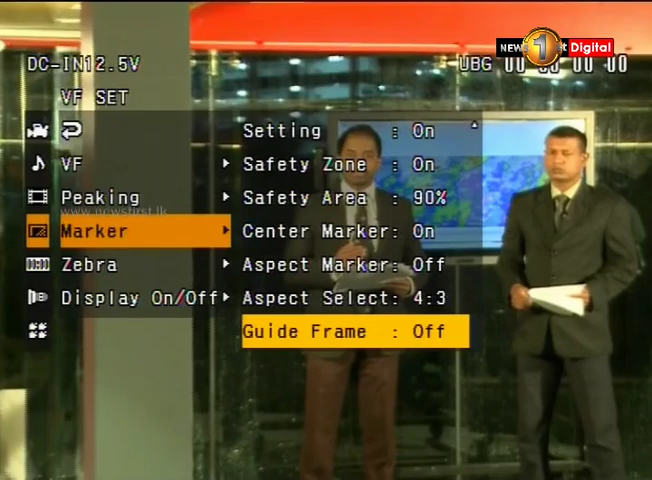 NEWS 1st Digital
DC-IN12.5V
UBG 00 00 00 00
VF SET
Setting : On
VF
Safety Zone : On
Peaking
Safety Area : 90%
www.newsfirst.lk
Marker
Center Marker: On
Zebra
Aspect Marker: Off
Display On/Off
Aspect Select: 4:3
Guide Frame : Off